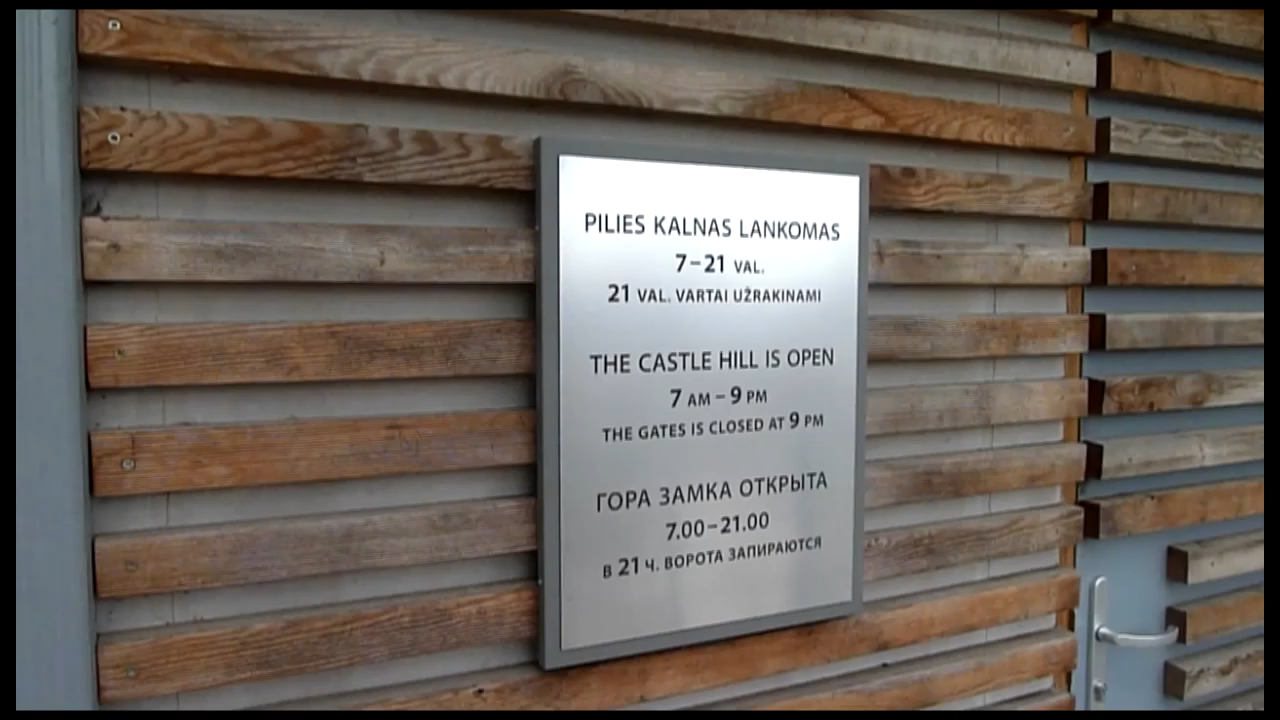 PILIES KALNAS LANKOMAS
7–21 VAL.
21 VAL. VARTAI UŽRAKINAMI
THE CASTLE HILL IS OPEN
7 AM – 9 PM
THE GATES IS CLOSED AT 9 PM
ГОРА ЗАМКА ОТКРЫТА
7.00–21.00
В 21 Ч. ВОРОТА ЗАПИРАЮТСЯ